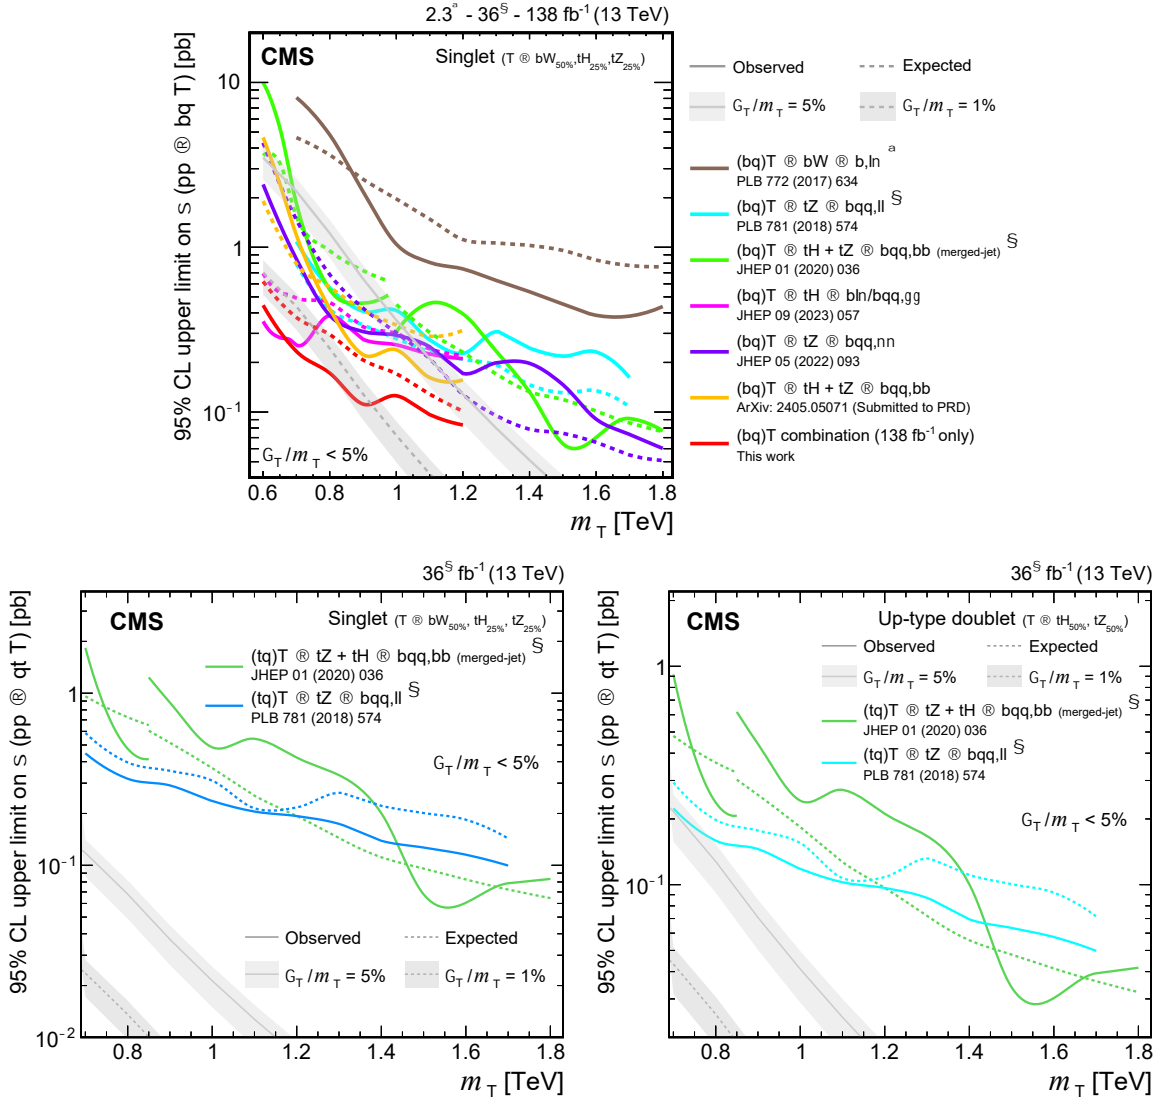 2.3ª - 36§ - 138 fb-1 (13 TeV)
CMS
Singlet (T ® bW50%,tH25%,tZ25%)
95% CL upper limit on s (pp ® bq T) [pb]
10
1
10−1
GT/mT < 5%
0.6 0.8 1 1.2 1.4 1.6 1.8
mT [TeV]
Observed
Expected
GT/mT = 5%
GT/mT = 1%
(bq)T ® bW ® b,ln ª
PLB 772 (2017) 634
(bq)T ® tZ ® bqq,ll §
PLB 781 (2018) 574
(bq)T ® tH + tZ ® bqq,bb (merged-jet) §
JHEP 01 (2020) 036
(bq)T ® tH ® bln/bqq,gg
JHEP 09 (2023) 057
(bq)T ® tZ ® bqq,nn
JHEP 05 (2022) 093
(bq)T ® tH + tZ ® bqq,bb
ArXiv: 2405.05071 (Submitted to PRD)
(bq)T combination (138 fb-1 only)
This work
36§ fb-1 (13 TeV)
CMS
Singlet (T ® bW50%, tH25%, tZ25%)
(tq)T ® tZ + tH ® bqq,bb (merged-jet) §
JHEP 01 (2020) 036
(tq)T ® tZ ® bqq,ll §
PLB 781 (2018) 574
GT/mT < 5%
95% CL upper limit on s (pp ® qt T) [pb]
1
10−1
10−2
Observed
Expected
GT/mT = 5%
GT/mT = 1%
0.8 1 1.2 1.4 1.6 1.8
mT [TeV]
36§ fb-1 (13 TeV)
CMS
Up-type doublet (T ® tH50%, tZ50%)
Observed
Expected
GT/mT = 5%
GT/mT = 1%
(tq)T ® tZ + tH ® bqq,bb (merged-jet) §
JHEP 01 (2020) 036
(tq)T ® tZ ® bqq,ll §
PLB 781 (2018) 574
GT/mT < 5%
95% CL upper limit on s (pp ® qt T) [pb]
1
10−1
0.8 1 1.2 1.4 1.6 1.8
mT [TeV]